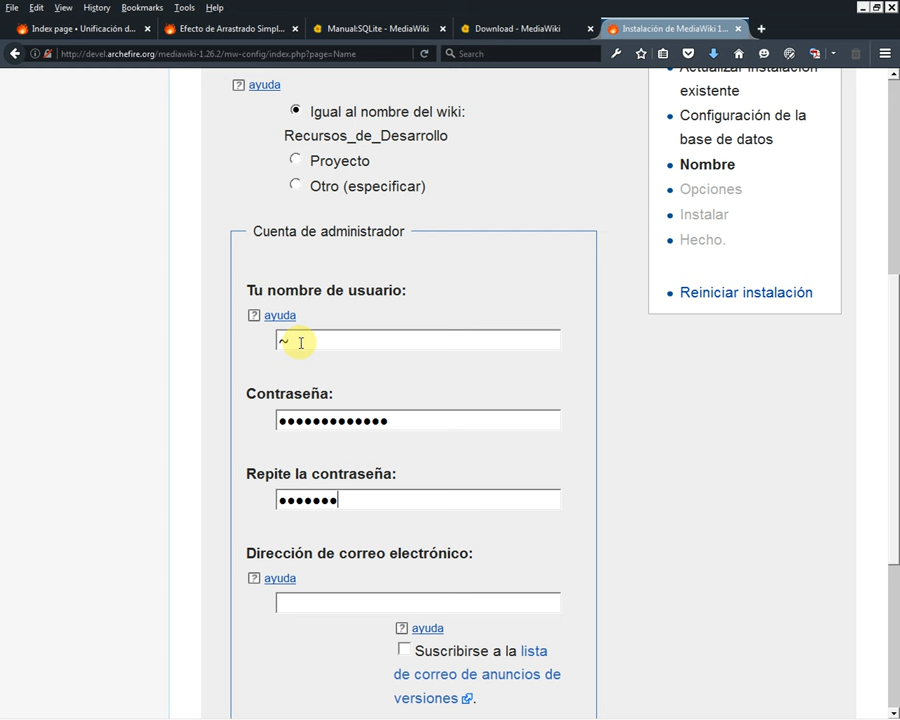 File Edit View History Bookmarks Tools Help
Index page • Unificación d...
Efecto de Arrastrado Simpl...
Manual:SQLite - MediaWiki
Download - MediaWiki
Instalación de MediaWiki 1...
http://devel.archefire.org/mediawiki-1.26.2/mw-config/index.php?page=Name
Search
ayuda
Igual al nombre del wiki:
Recursos_de_Desarrollo
Proyecto
Otro (especificar)
Cuenta de administrador
Tu nombre de usuario:
ayuda
~
Contraseña:
●●●●●●●●●●●●●
Repite la contraseña:
●●●●●●●
Dirección de correo electrónico:
ayuda
ayuda
Suscribirse a la lista
de correo de anuncios de
versiones.
Actualizar instalación
existente
Configuración de la
base de datos
Nombre
Opciones
Instalar
Hecho.
Reiniciar instalación